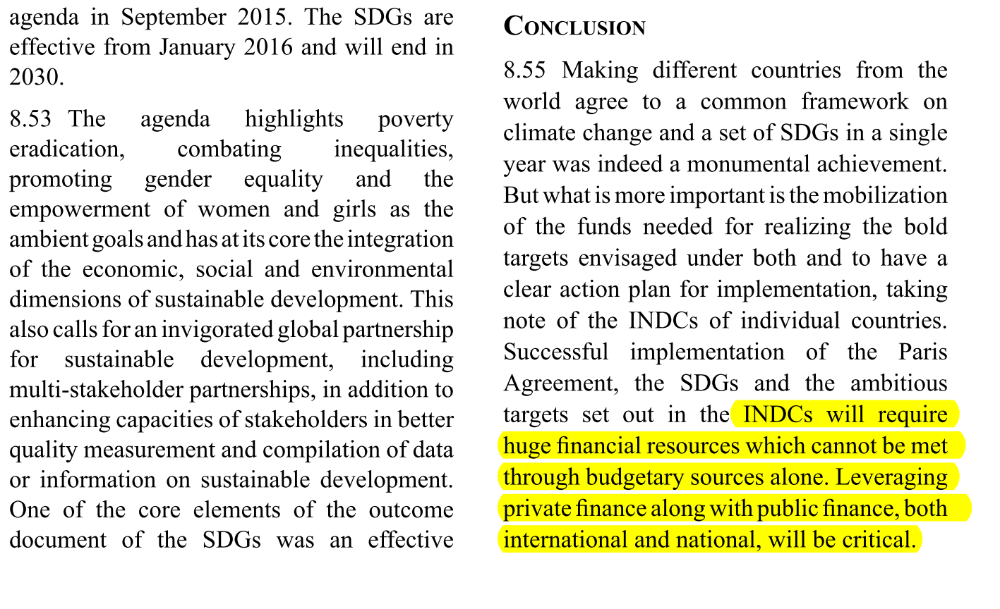 agenda in September 2015. The SDGs are
effective from January 2016 and will end in
2030.
8.53 The agenda highlights poverty
eradication, combating inequalities,
promoting gender equality and the
empowerment of women and girls as the
ambient goals and has at its core the integration
of the economic, social and environmental
dimensions of sustainable development. This
also calls for an invigorated global partnership
for sustainable development, including
multi-stakeholder partnerships, in addition to
enhancing capacities of stakeholders in better
quality measurement and compilation of data
or information on sustainable development.
One of the core elements of the outcome
document of the SDGs was an effective
CONCLUSION
8.55 Making different countries from the
world agree to a common framework on
climate change and a set of SDGs in a single
year was indeed a monumental achievement.
But what is more important is the mobilization
of the funds needed for realizing the bold
targets envisaged under both and to have a
clear action plan for implementation, taking
note of the INDCs of individual countries.
Successful implementation of the Paris
Agreement, the SDGs and the ambitious
targets set out in the INDCs will require
huge financial resources which cannot be met
through budgetary sources alone. Leveraging
private finance along with public finance, both
international and national, will be critical.